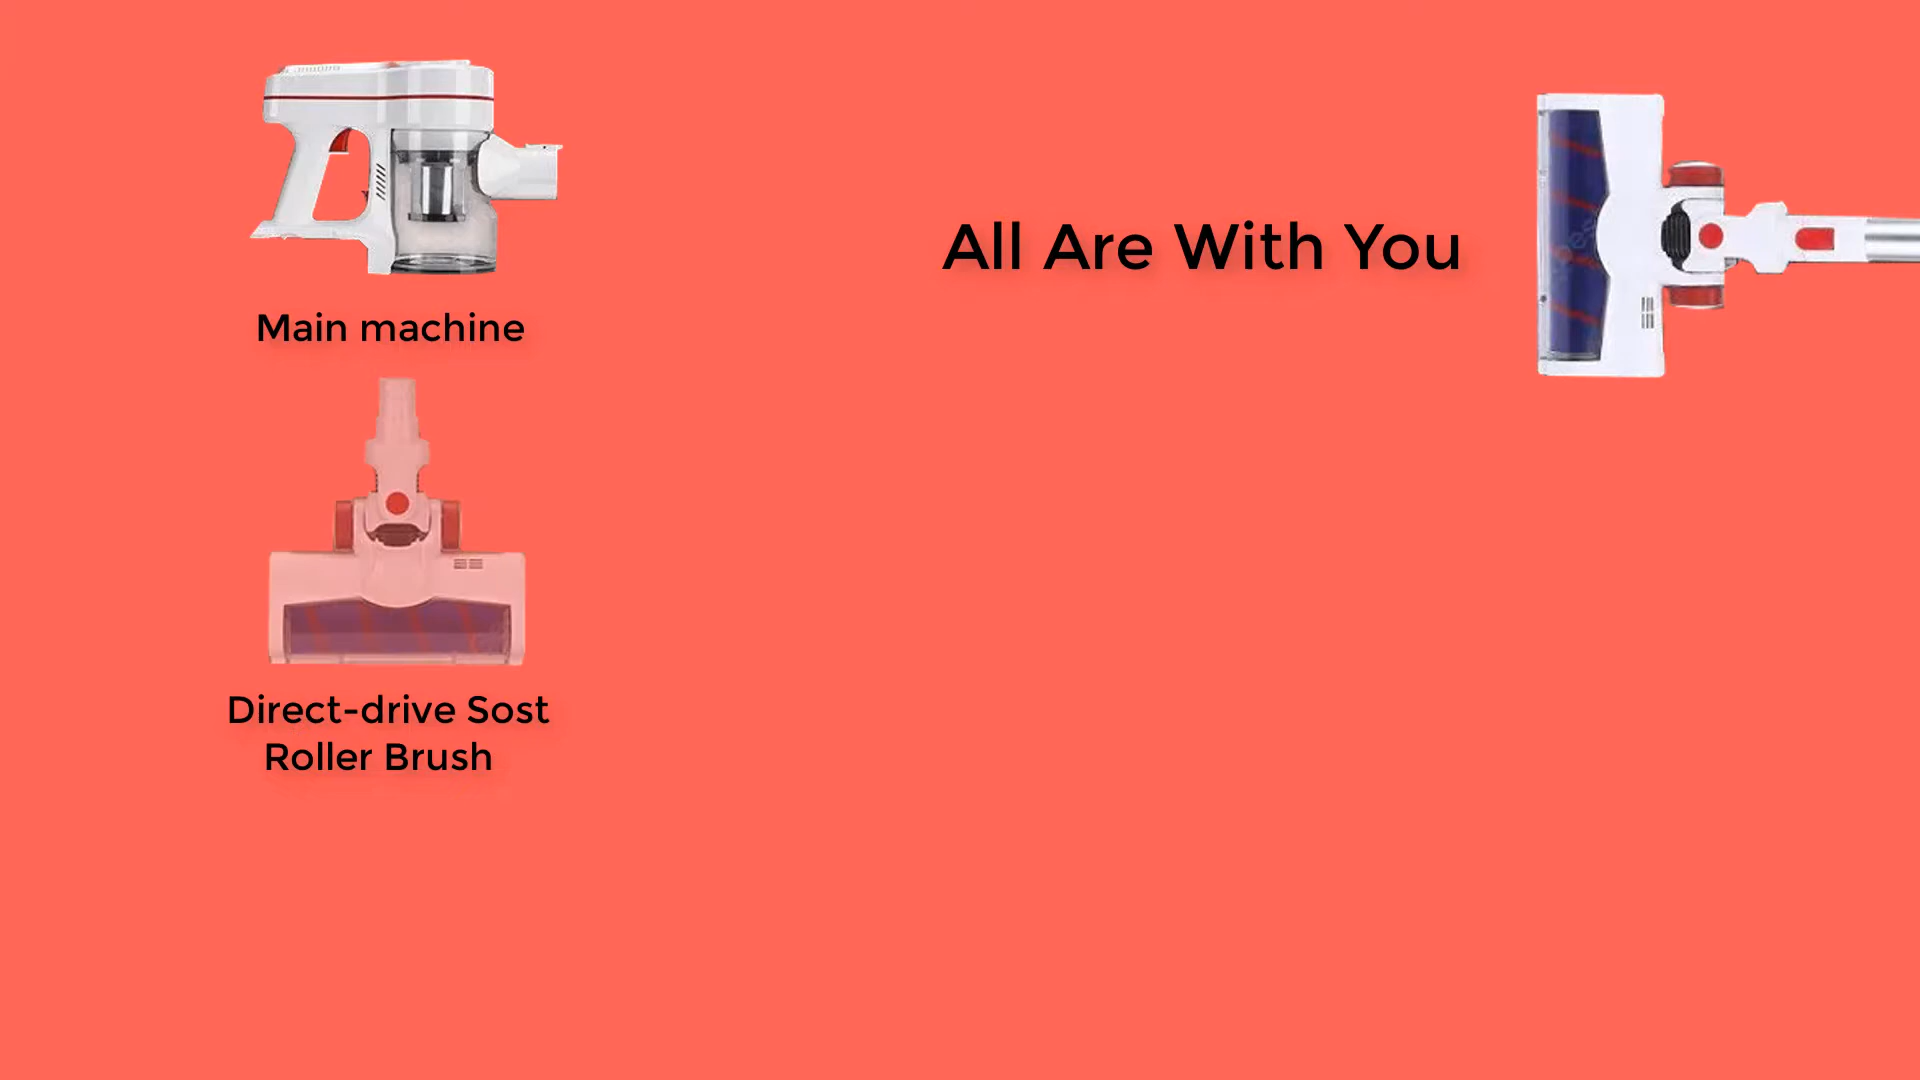 All Are With You
Main machine
Direct-drive Sost
Roller Brush